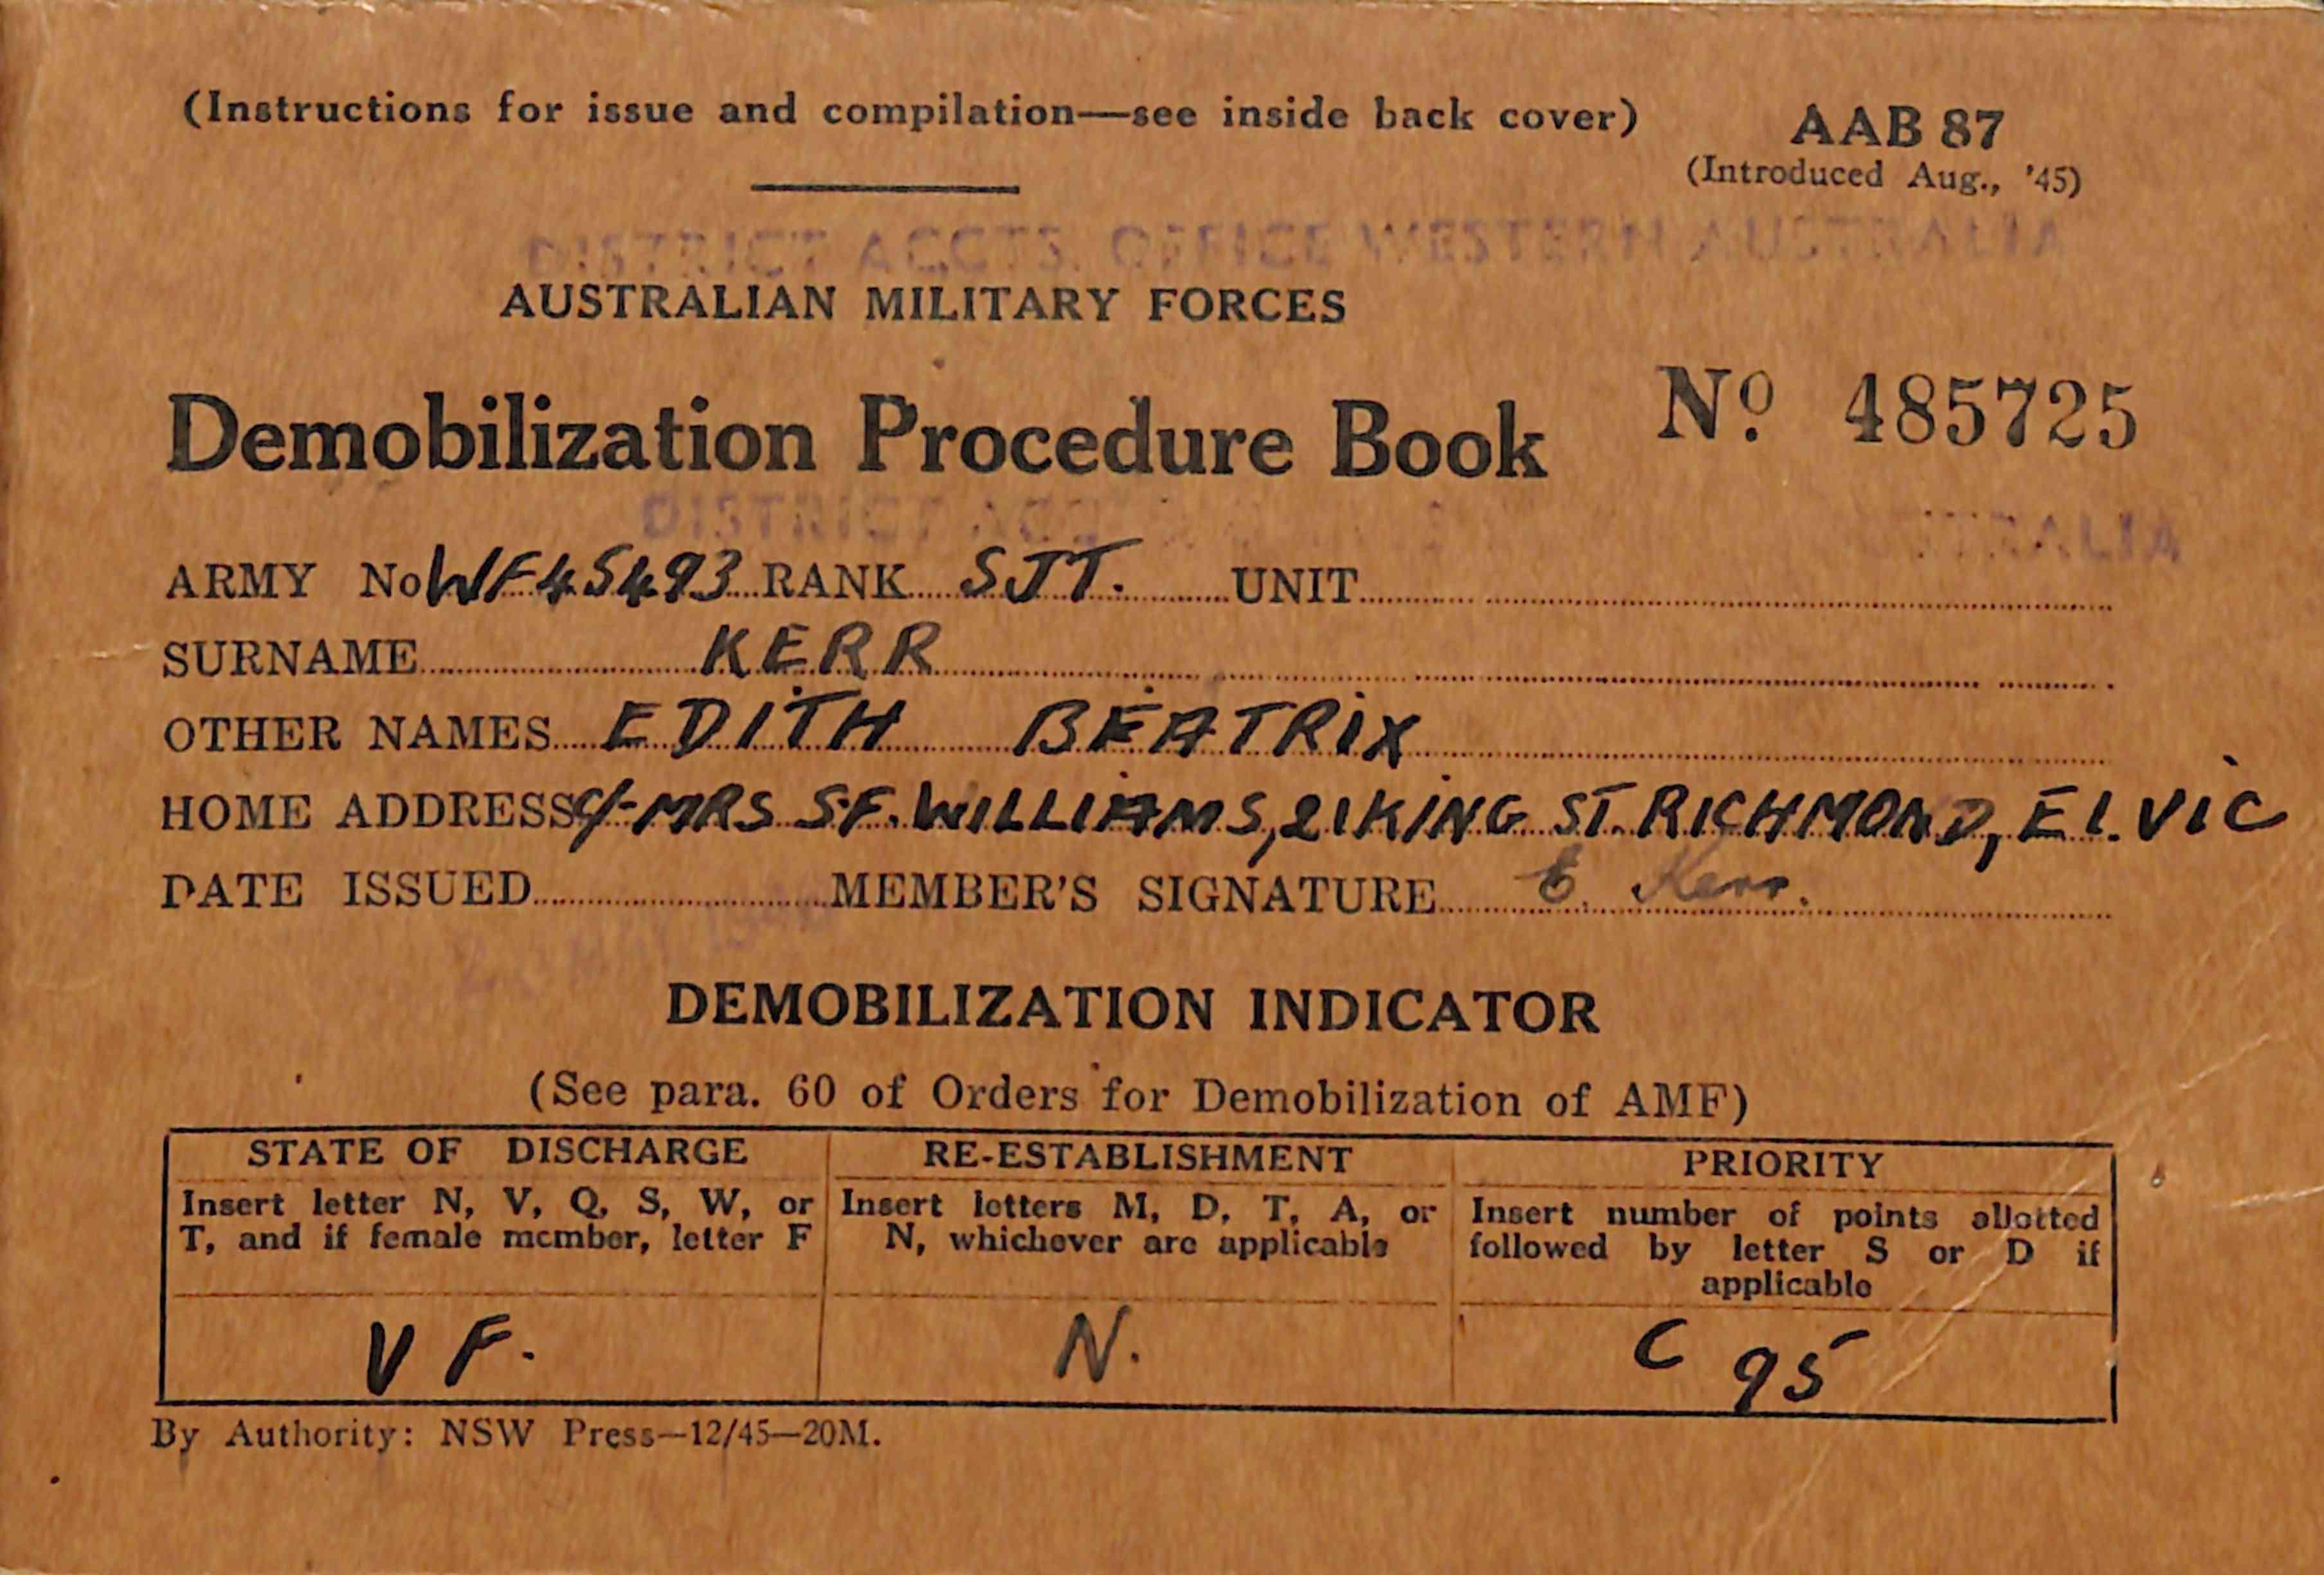 (Instructions for issue and compilation—see inside back cover)
AAB 87
(Introduced Aug., '45)
DISTRICT ACCTS. OFFICE WESTERN AUSTRALIA
AUSTRALIAN MILITARY FORCES
Demobilization Procedure Book Nº 485725
DISTRICT ACC
ARMY No WF45493 RANK SJT. UNIT
SURNAME KERR
OTHER NAMES EDITH BEATRIX
HOME ADDRESS C/- MRS S.F. WILLIAMS, 21 KING ST. RICHMOND, E1. VIC
DATE ISSUED MEMBER'S SIGNATURE E. Kerr.
DEMOBILIZATION INDICATOR
(See para. 60 of Orders for Demobilization of AMF)
STATE OF DISCHARGE RE-ESTABLISHMENT PRIORITY
Insert letter N, V, Q, S, W, or T, and if female member, letter F
Insert letters M, D, T, A, or N, whichever are applicable
Insert number of points allotted followed by letter S or D if applicable
V F. N. C 95
By Authority: NSW Press—12/45—20M.